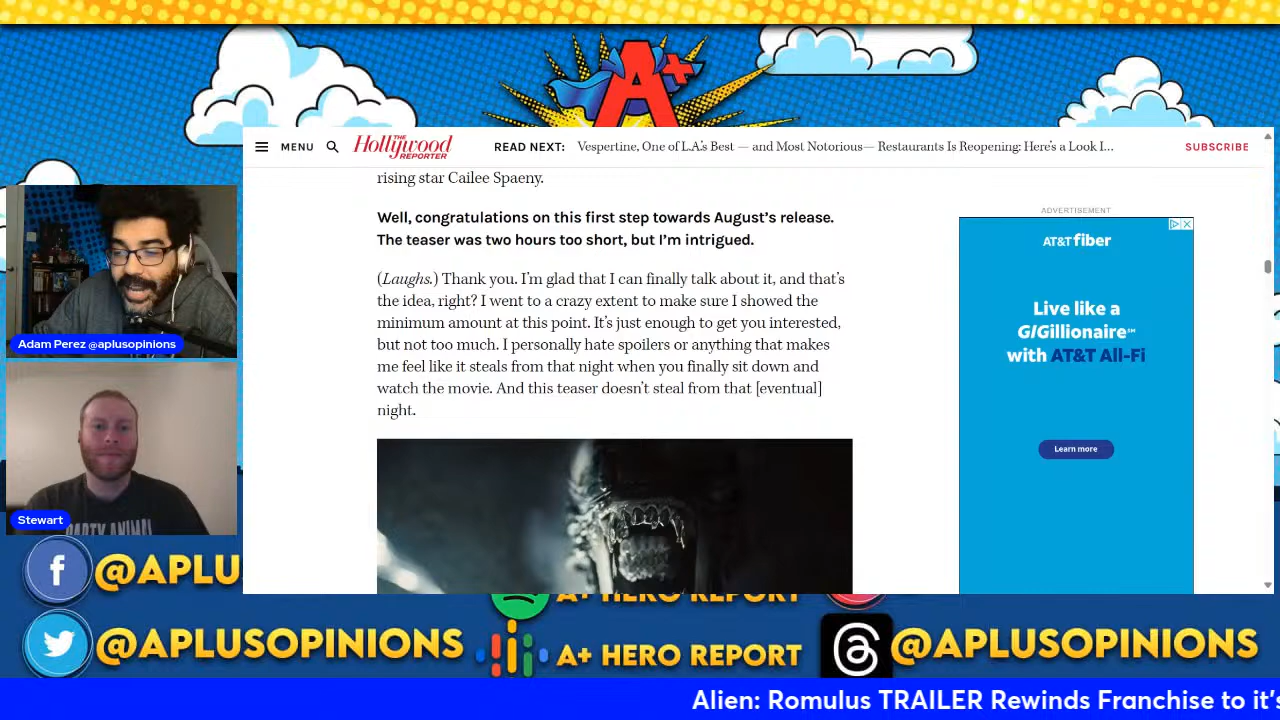 A+
MENU
THE
Hollywood
REPORTER
READ NEXT:
Vespertine, One of L.A.'s Best — and Most Notorious— Restaurants Is Reopening: Here's a Look I...
SUBSCRIBE
rising star Cailee Spaeny.
Well, congratulations on this first step towards August's release.
The teaser was two hours too short, but I'm intrigued.
(Laughs.) Thank you. I'm glad that I can finally talk about it, and that's
the idea, right? I went to a crazy extent to make sure I showed the
minimum amount at this point. It's just enough to get you interested,
but not too much. I personally hate spoilers or anything that makes
me feel like it steals from that night when you finally sit down and
watch the movie. And this teaser doesn't steal from that [eventual]
night.
ADVERTISEMENT
AT&T fiber
Live like a
GIGillionaire℠
with AT&T All-Fi
Learn more
Adam Perez @aplusopinions
PARTY ANIMAL
Stewart
f
@APLU
A+ HERO REPORT
@APLUSOPINIONS
A+ HERO REPORT
@APLUSOPINIONS
Alien: Romulus TRAILER Rewinds Franchise to it's